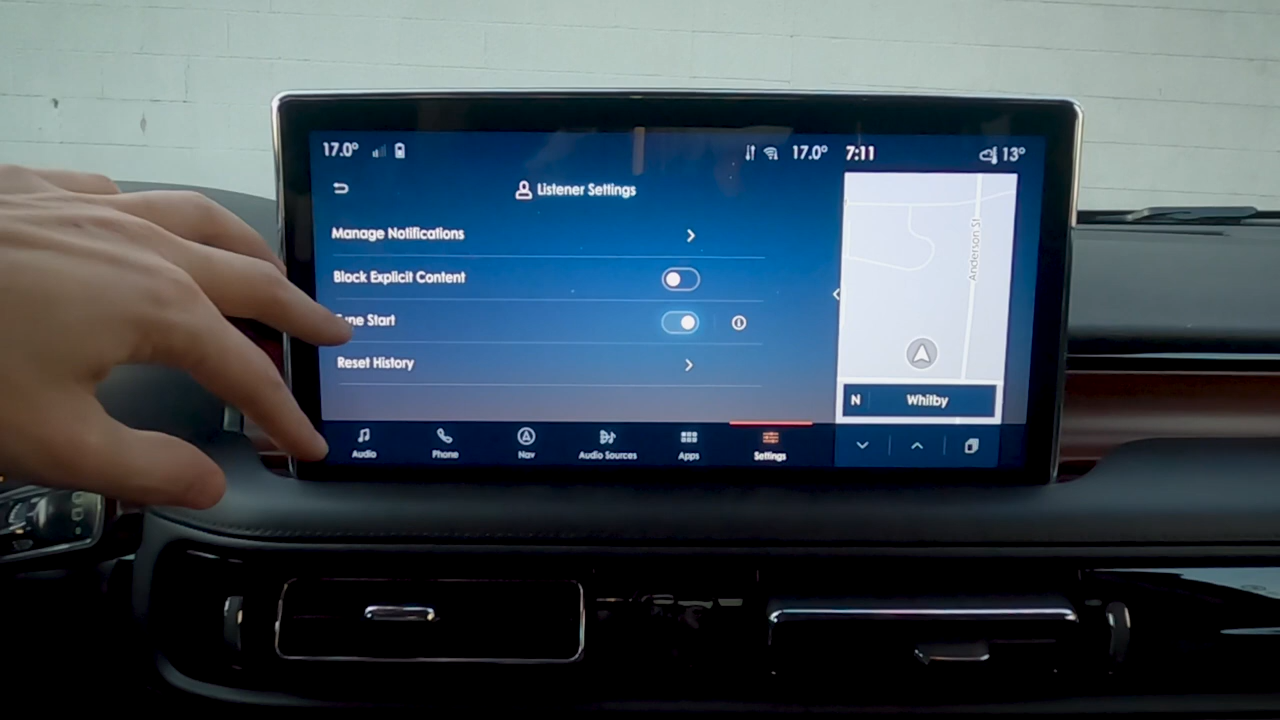 17.0° 17.0° 7:11 13°
Listener Settings
Manage Notifications
Block Explicit Content
Start
Reset History
Anderson St
N Whitby
Audio Phone Nav Audio Sources Apps Settings